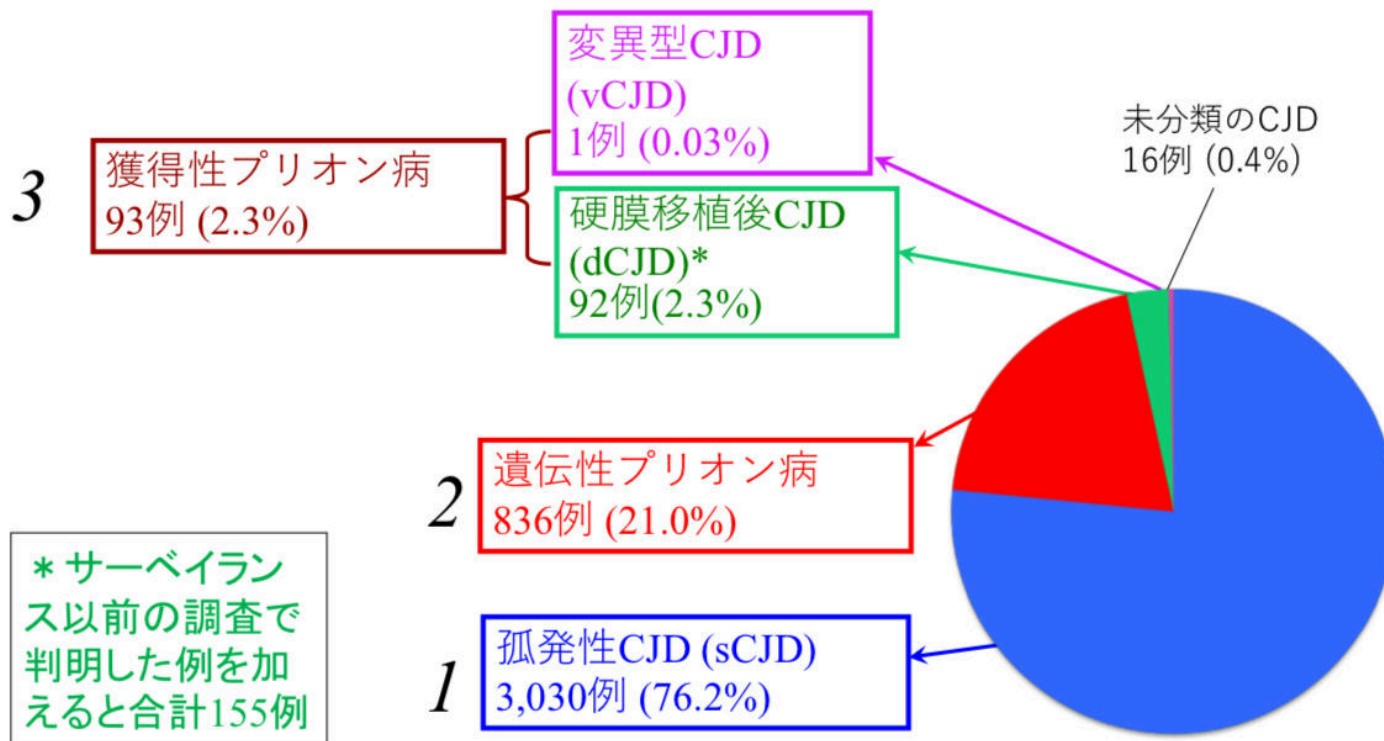 変異型CJD
(vCJD)
1例 (0.03%)
未分類のCJD
16例 (0.4%)
3
獲得性プリオン病
93例 (2.3%)
硬膜移植後CJD
(dCJD)*
92例(2.3%)
2
遺伝性プリオン病
836例 (21.0%)
1
孤発性CJD (sCJD)
3,030例 (76.2%)
* サーベイラン
ス以前の調査で
判明した例を加
えると合計155例